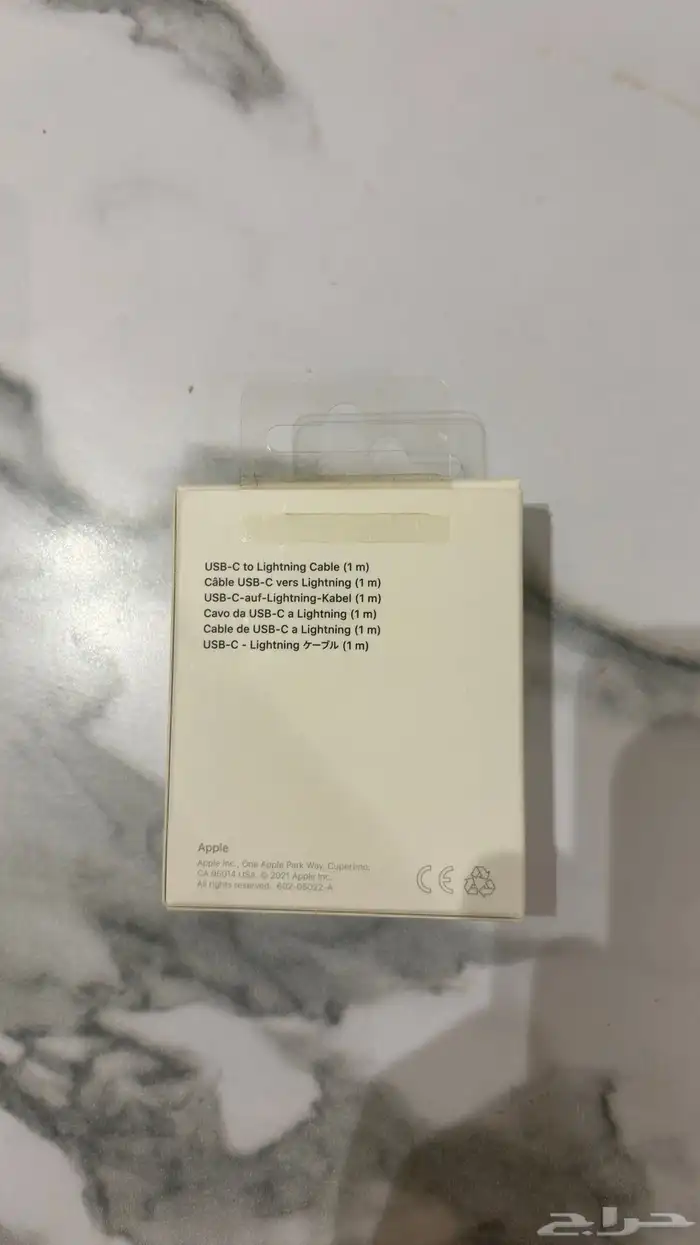 USB-C to Lightning Cable (1 m)
Câble USB-C vers Lightning (1 m)
USB-C-auf-Lightning-Kabel (1 m)
Cavo da USB-C a Lightning (1 m)
Cable de USB-C a Lightning (1 m)
USB-C - Lightning ケーブル (1 m)
Apple
Apple Inc., One Apple Park Way, Cupertino,
CA 95014 USA. © 2021 Apple Inc.
All rights reserved. 602-05022-A
CE
حراج